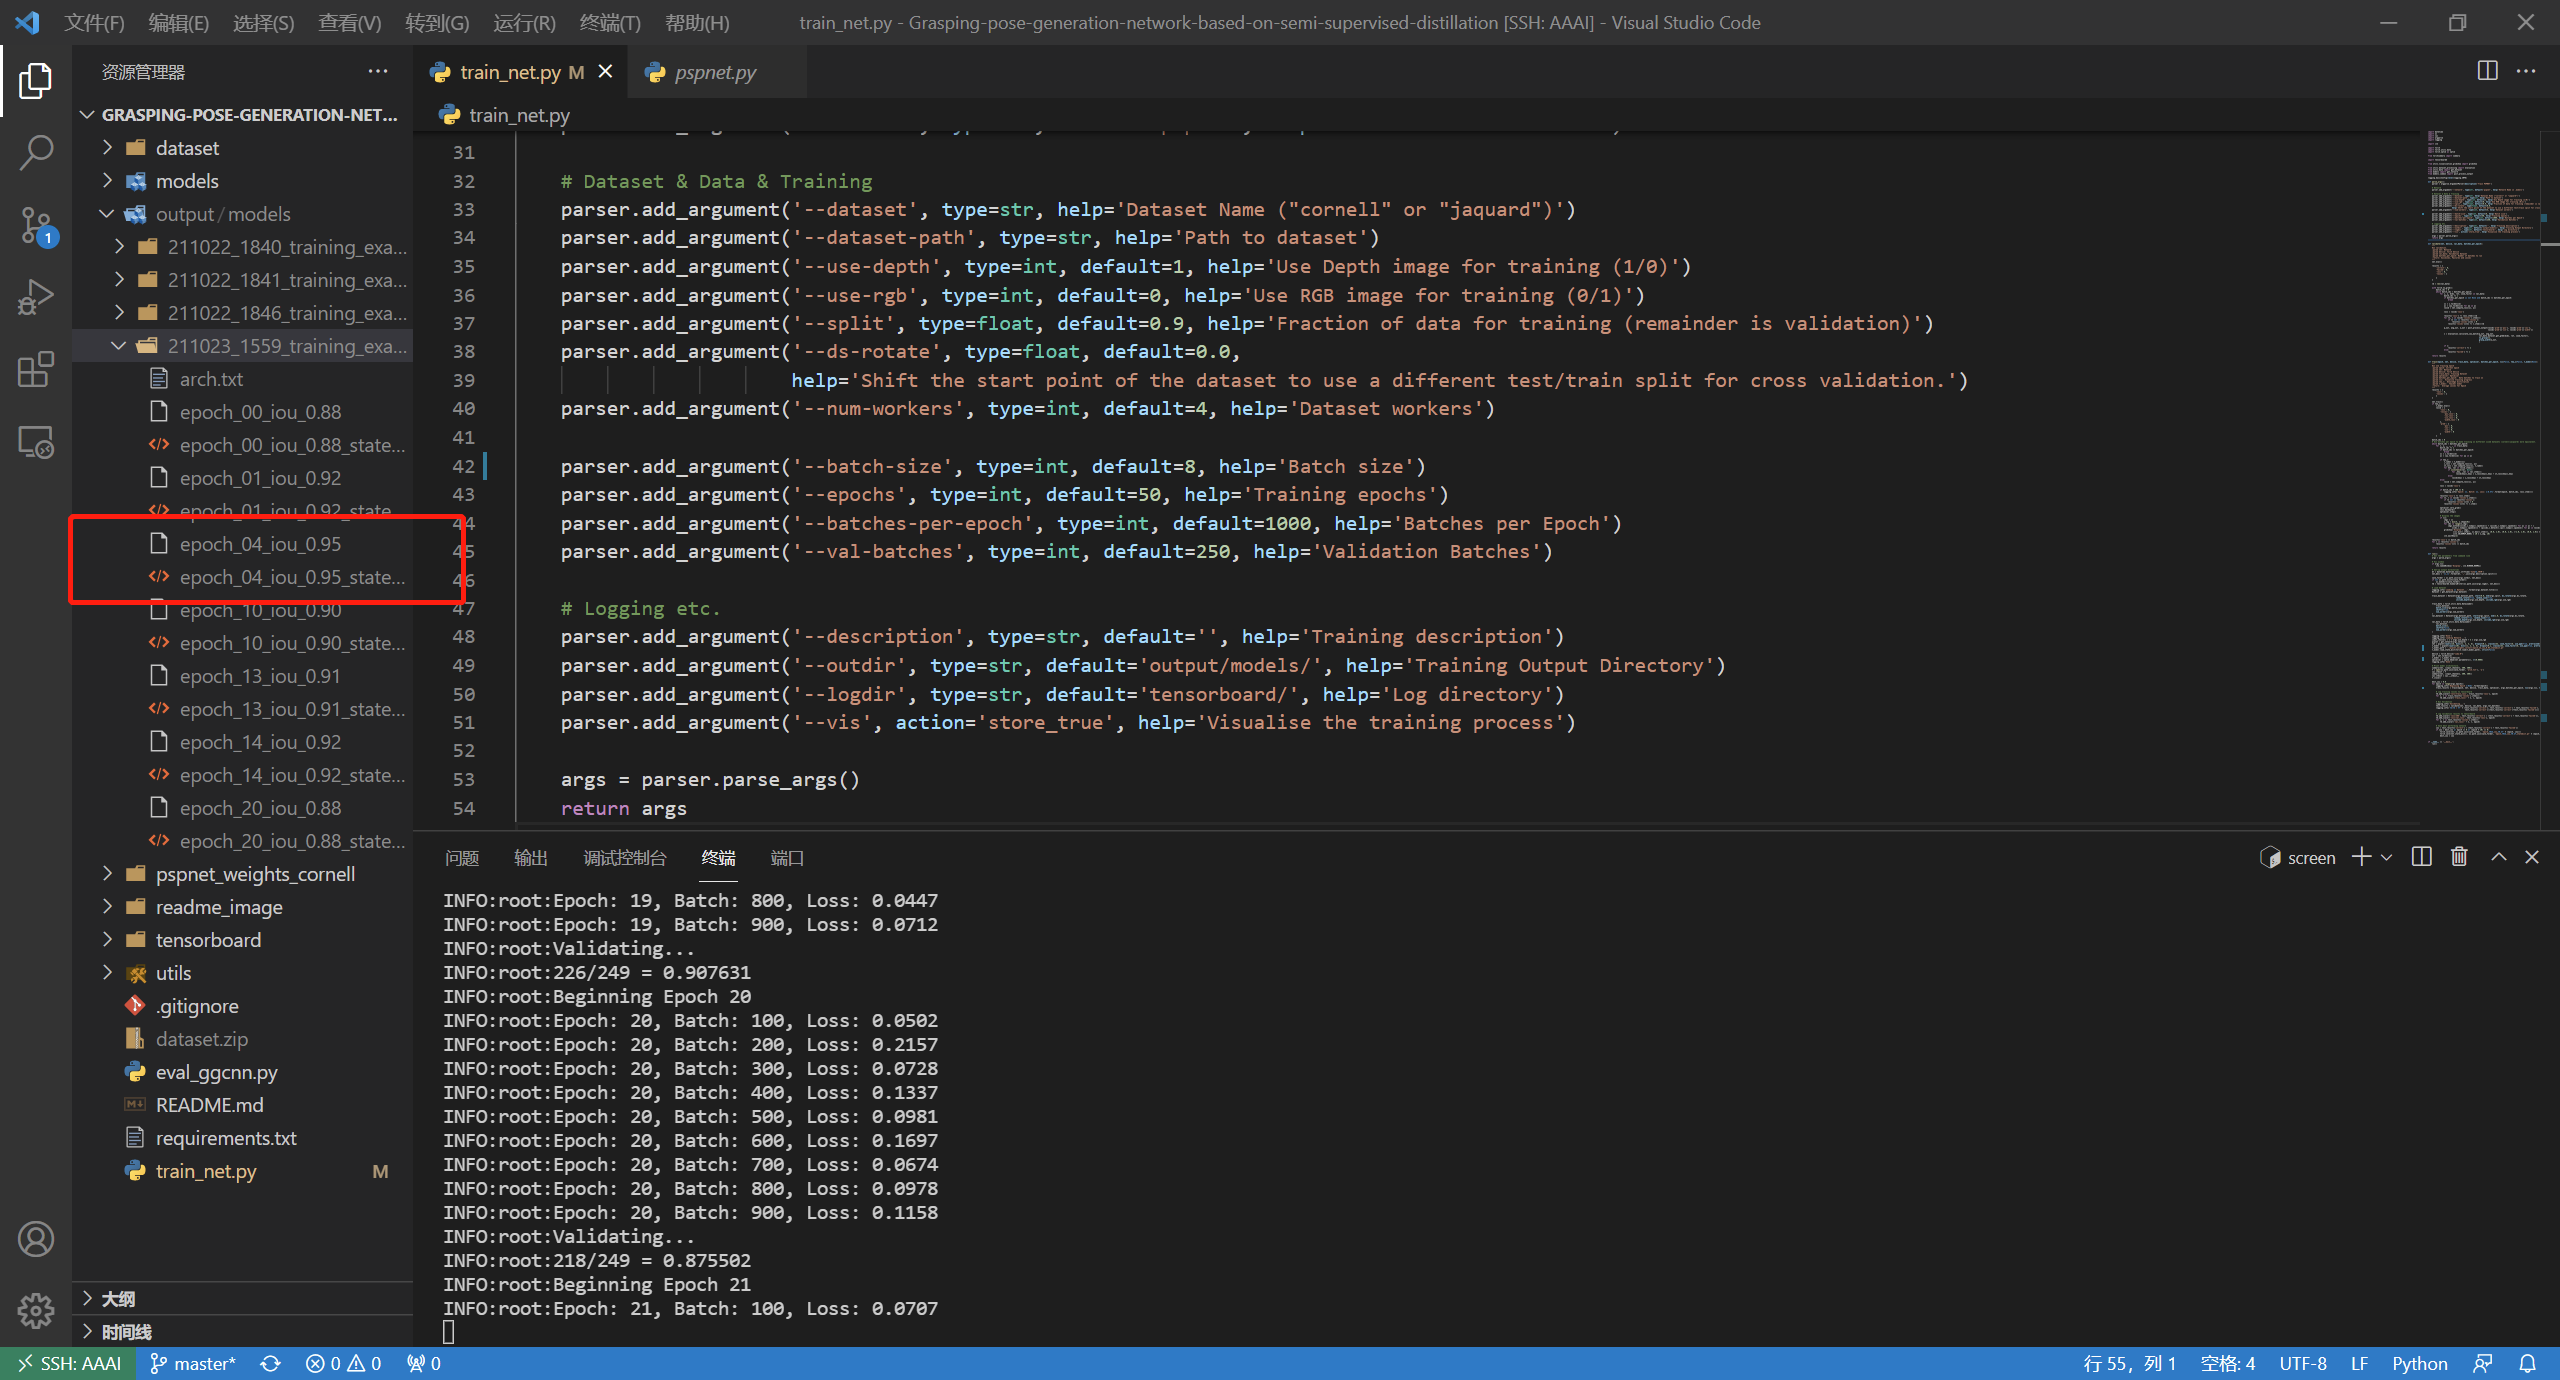 文件(F) 编辑(E) 选择(S) 查看(V) 转到(G) 运行(R) 终端(T) 帮助(H) train_net.py - Grasping-pose-generation-network-based-on-semi-supervised-distillation [SSH: AAAI] - Visual Studio Code
资源管理器
GRASPING-POSE-GENERATION-NET...
dataset
models
output/models
211022_1840_training_exa...
211022_1841_training_exa...
211022_1846_training_exa...
211023_1559_training_exa...
arch.txt
epoch_00_iou_0.88
epoch_00_iou_0.88_state...
epoch_01_iou_0.92
epoch_01_iou_0.92_state
epoch_04_iou_0.95
epoch_04_iou_0.95_state...
epoch_10_iou_0.90
epoch_10_iou_0.90_state...
epoch_13_iou_0.91
epoch_13_iou_0.91_state...
epoch_14_iou_0.92
epoch_14_iou_0.92_state...
epoch_20_iou_0.88
epoch_20_iou_0.88_state...
pspnet_weights_cornell
readme_image
tensorboard
utils
.gitignore
dataset.zip
eval_ggcnn.py
README.md
requirements.txt
train_net.py M
大纲
时间线
1
train_net.py M pspnet.py
train_net.py
31
32 # Dataset & Data & Training
33 parser.add_argument('--dataset', type=str, help='Dataset Name ("cornell" or "jaquard")')
34 parser.add_argument('--dataset-path', type=str, help='Path to dataset')
35 parser.add_argument('--use-depth', type=int, default=1, help='Use Depth image for training (1/0)')
36 parser.add_argument('--use-rgb', type=int, default=0, help='Use RGB image for training (0/1)')
37 parser.add_argument('--split', type=float, default=0.9, help='Fraction of data for training (remainder is validation)')
38 parser.add_argument('--ds-rotate', type=float, default=0.0,
39 help='Shift the start point of the dataset to use a different test/train split for cross validation.')
40 parser.add_argument('--num-workers', type=int, default=4, help='Dataset workers')
41
42 parser.add_argument('--batch-size', type=int, default=8, help='Batch size')
43 parser.add_argument('--epochs', type=int, default=50, help='Training epochs')
44 parser.add_argument('--batches-per-epoch', type=int, default=1000, help='Batches per Epoch')
45 parser.add_argument('--val-batches', type=int, default=250, help='Validation Batches')
46
47 # Logging etc.
48 parser.add_argument('--description', type=str, default='', help='Training description')
49 parser.add_argument('--outdir', type=str, default='output/models/', help='Training Output Directory')
50 parser.add_argument('--logdir', type=str, default='tensorboard/', help='Log directory')
51 parser.add_argument('--vis', action='store_true', help='Visualise the training process')
52
53 args = parser.parse_args()
54 return args
问题 输出 调试控制台 终端 端口 screen
INFO:root:Epoch: 19, Batch: 800, Loss: 0.0447
INFO:root:Epoch: 19, Batch: 900, Loss: 0.0712
INFO:root:Validating...
INFO:root:226/249 = 0.907631
INFO:root:Beginning Epoch 20
INFO:root:Epoch: 20, Batch: 100, Loss: 0.0502
INFO:root:Epoch: 20, Batch: 200, Loss: 0.2157
INFO:root:Epoch: 20, Batch: 300, Loss: 0.0728
INFO:root:Epoch: 20, Batch: 400, Loss: 0.1337
INFO:root:Epoch: 20, Batch: 500, Loss: 0.0981
INFO:root:Epoch: 20, Batch: 600, Loss: 0.1697
INFO:root:Epoch: 20, Batch: 700, Loss: 0.0674
INFO:root:Epoch: 20, Batch: 800, Loss: 0.0978
INFO:root:Epoch: 20, Batch: 900, Loss: 0.1158
INFO:root:Validating...
INFO:root:218/249 = 0.875502
INFO:root:Beginning Epoch 21
INFO:root:Epoch: 21, Batch: 100, Loss: 0.0707
SSH: AAAI master* 0 0 0 行 55，列 1 空格: 4 UTF-8 LF Python